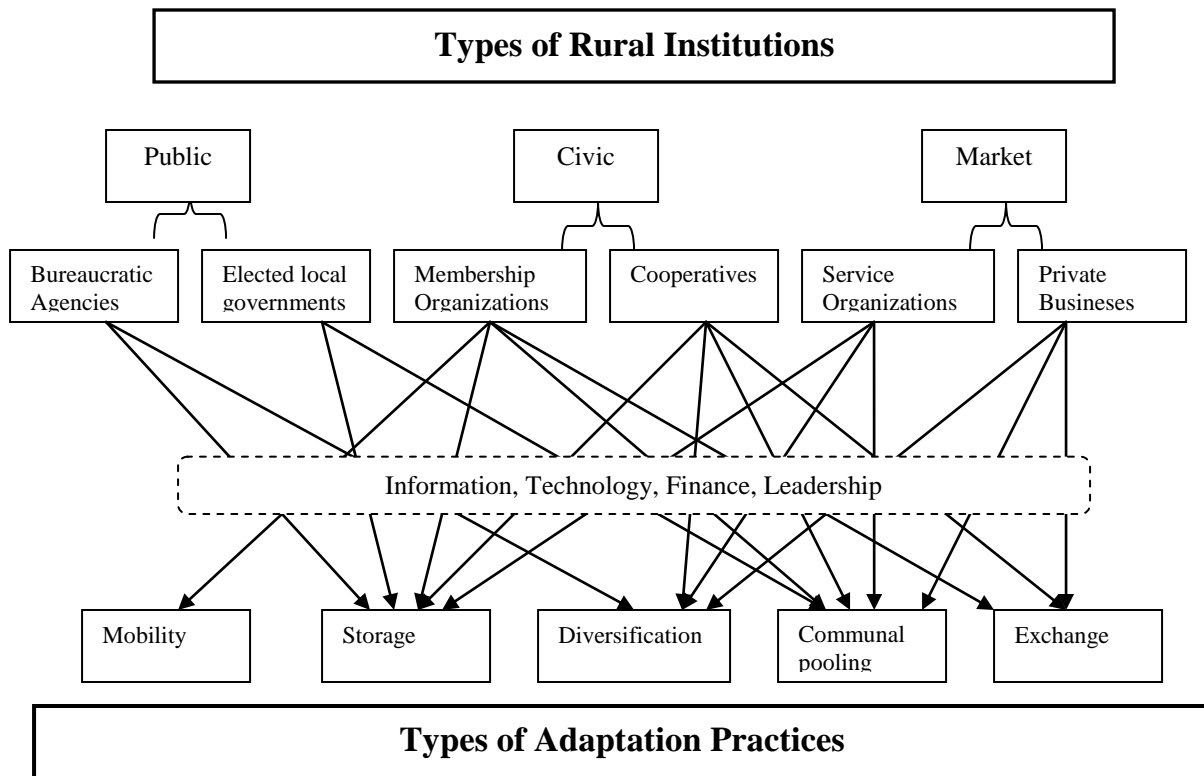 Types of Rural Institutions
Public
Civic
Market
Bureaucratic
Agencies
Elected local
governments
Membership
Organizations
Cooperatives
Service
Organizations
Private
Busineses
Information, Technology, Finance, Leadership
Mobility
Storage
Diversification
Communal
pooling
Exchange
Types of Adaptation Practices